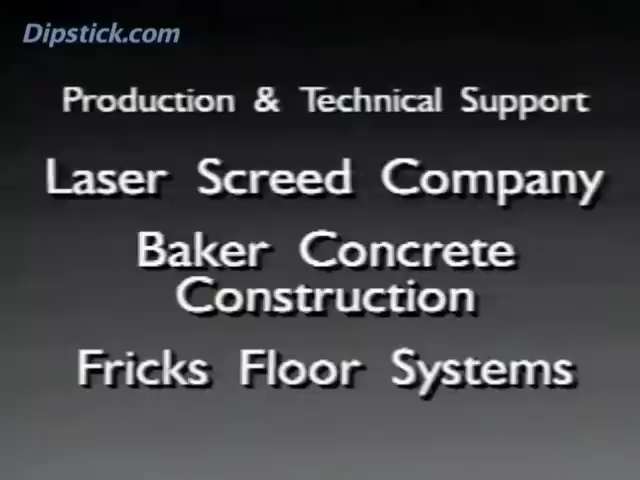 Dipstick.com
Production & Technical Support
Laser Screed Company
Baker Concrete
Construction
Fricks Floor Systems